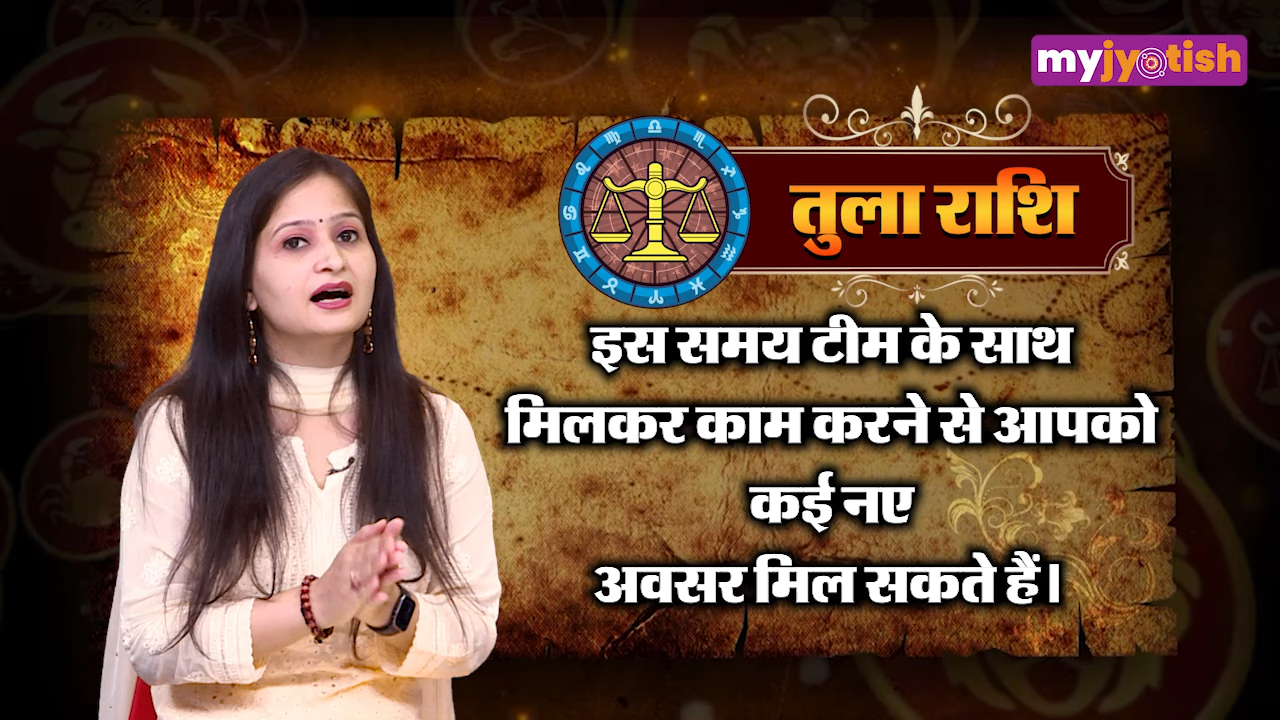 myjyotish
तुला राशि
इस समय टीम के साथ
मिलकर काम करने से आपको
कई नए
अवसर मिल सकते हैं।